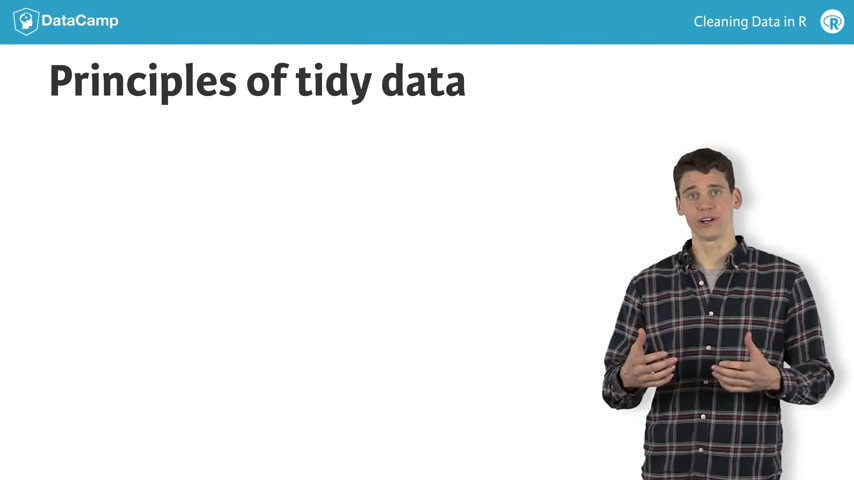 DataCamp
Cleaning Data in R
R
Principles of tidy data